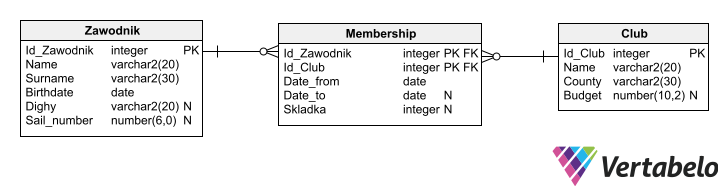 Zawodnik
Id_Zawodnik integer PK
Name varchar2(20)
Surname varchar2(30)
Birthdate date
Dighy varchar2(20) N
Sail_number number(6,0) N
Membership
Id_Zawodnik integer PK FK
Id_Club integer PK FK
Date_from date
Date_to date N
Skladka integer N
Club
Id_Club integer PK
Name varchar2(20)
County varchar2(30)
Budget number(10,2) N
Vertabelo